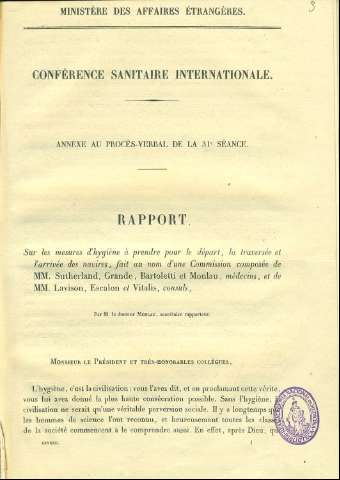 3
MINISTÈRE DES AFFAIRES ÉTRANGÈRES.
CONFÉRENCE SANITAIRE INTERNATIONALE.
ANNEXE AU PROCÈS-VERBAL DE LA 31e SÉANCE.
RAPPORT
Sur les mesures d'hygiène à prendre pour le départ, la traversée et
l'arrivée des navires, fait au nom d'une Commission composée de
MM. Sutherland, Grande, Bartoletti et Monlau, médecins, et de
MM. Lavison, Escalon et Vitalis, consuls,
Par M. le docteur MONLAU, secrétaire rapporteur.
MONSIEUR LE PRÉSIDENT ET TRÈS-HONORABLES COLLÈGUES,
L'hygiène, c'est la civilisation: vous l'avez dit, et en proclamant cette vérité,
vous lui avez donné la plus haute consécration possible. Sans l'hygiène, la
civilisation ne serait qu'une véritable perversion sociale. Il y a longtemps que
les hommes de science l'ont reconnu, et heureusement toutes les classes
de la société commencent à le comprendre aussi. En effet, après Dieu, qui